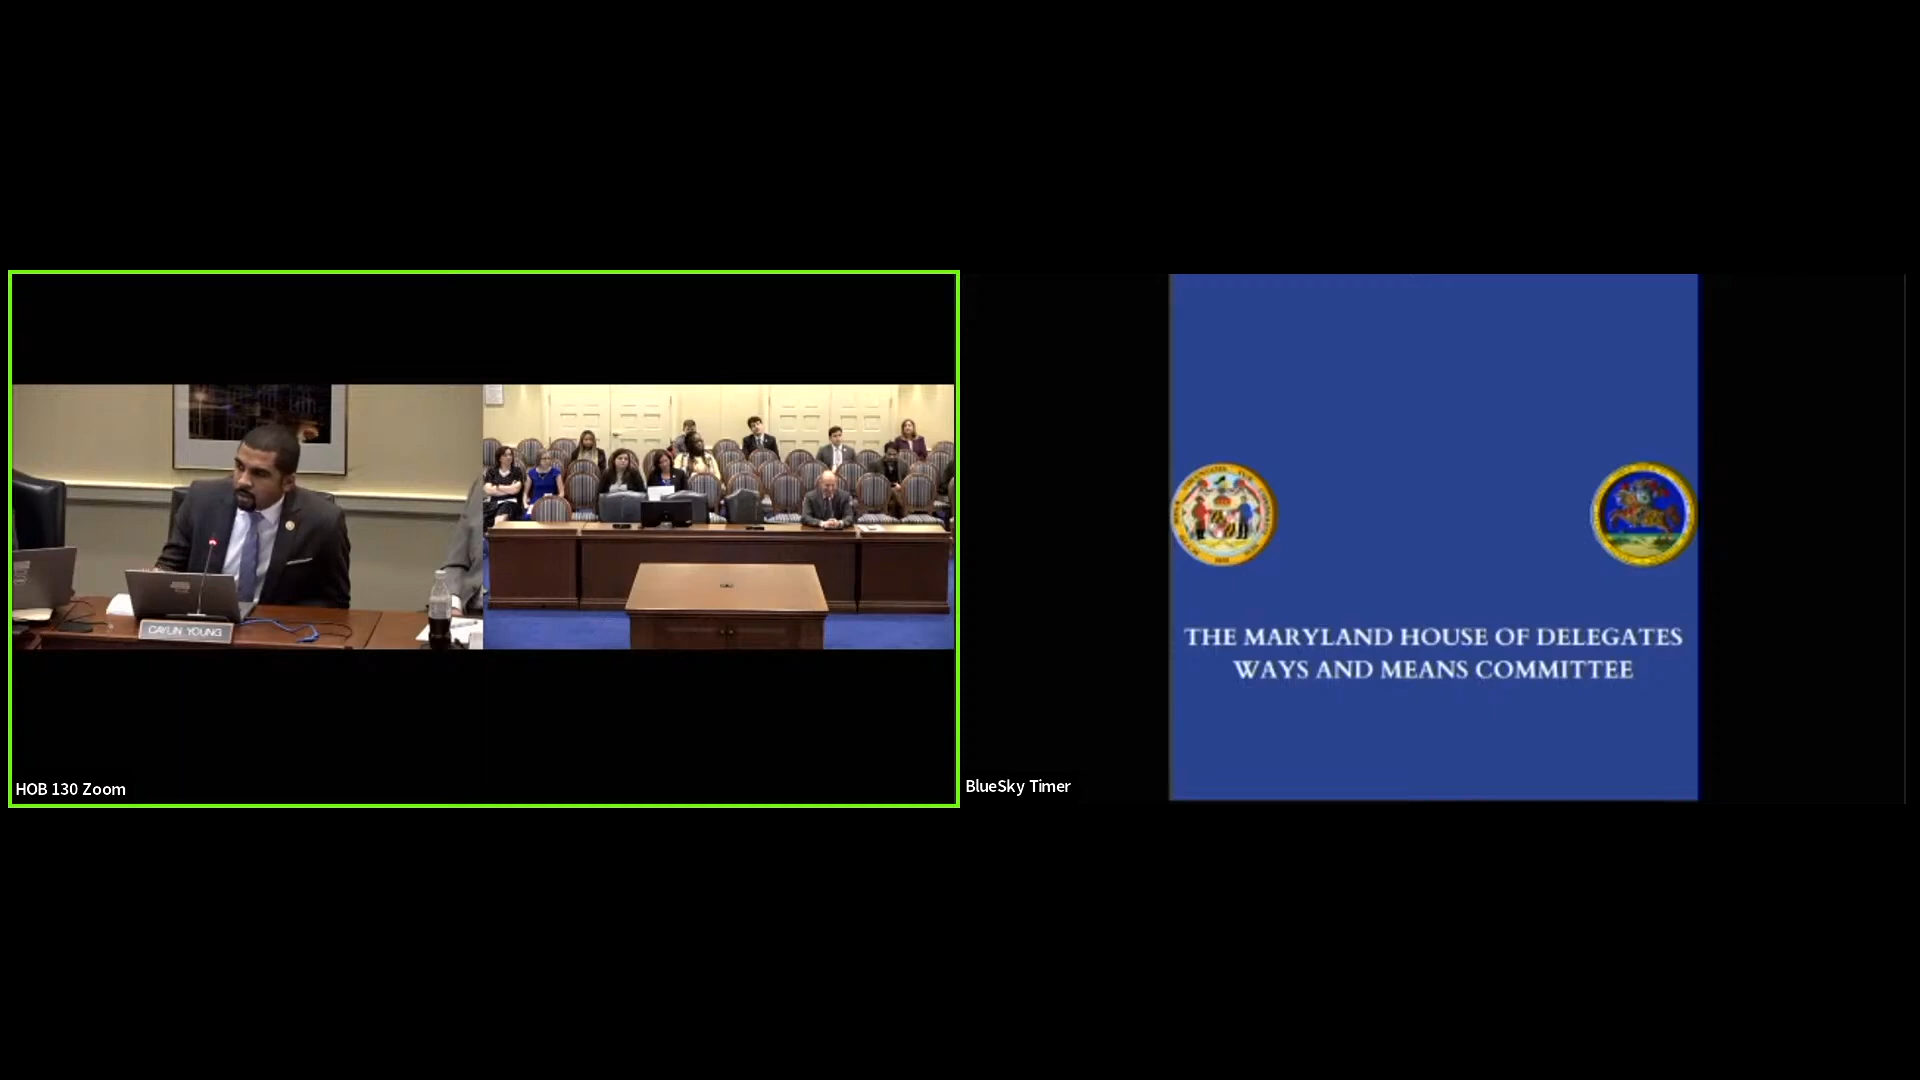 CAYLIN YOUNG
HOB 130 Zoom
THE MARYLAND HOUSE OF DELEGATES
WAYS AND MEANS COMMITTEE
BlueSky Timer